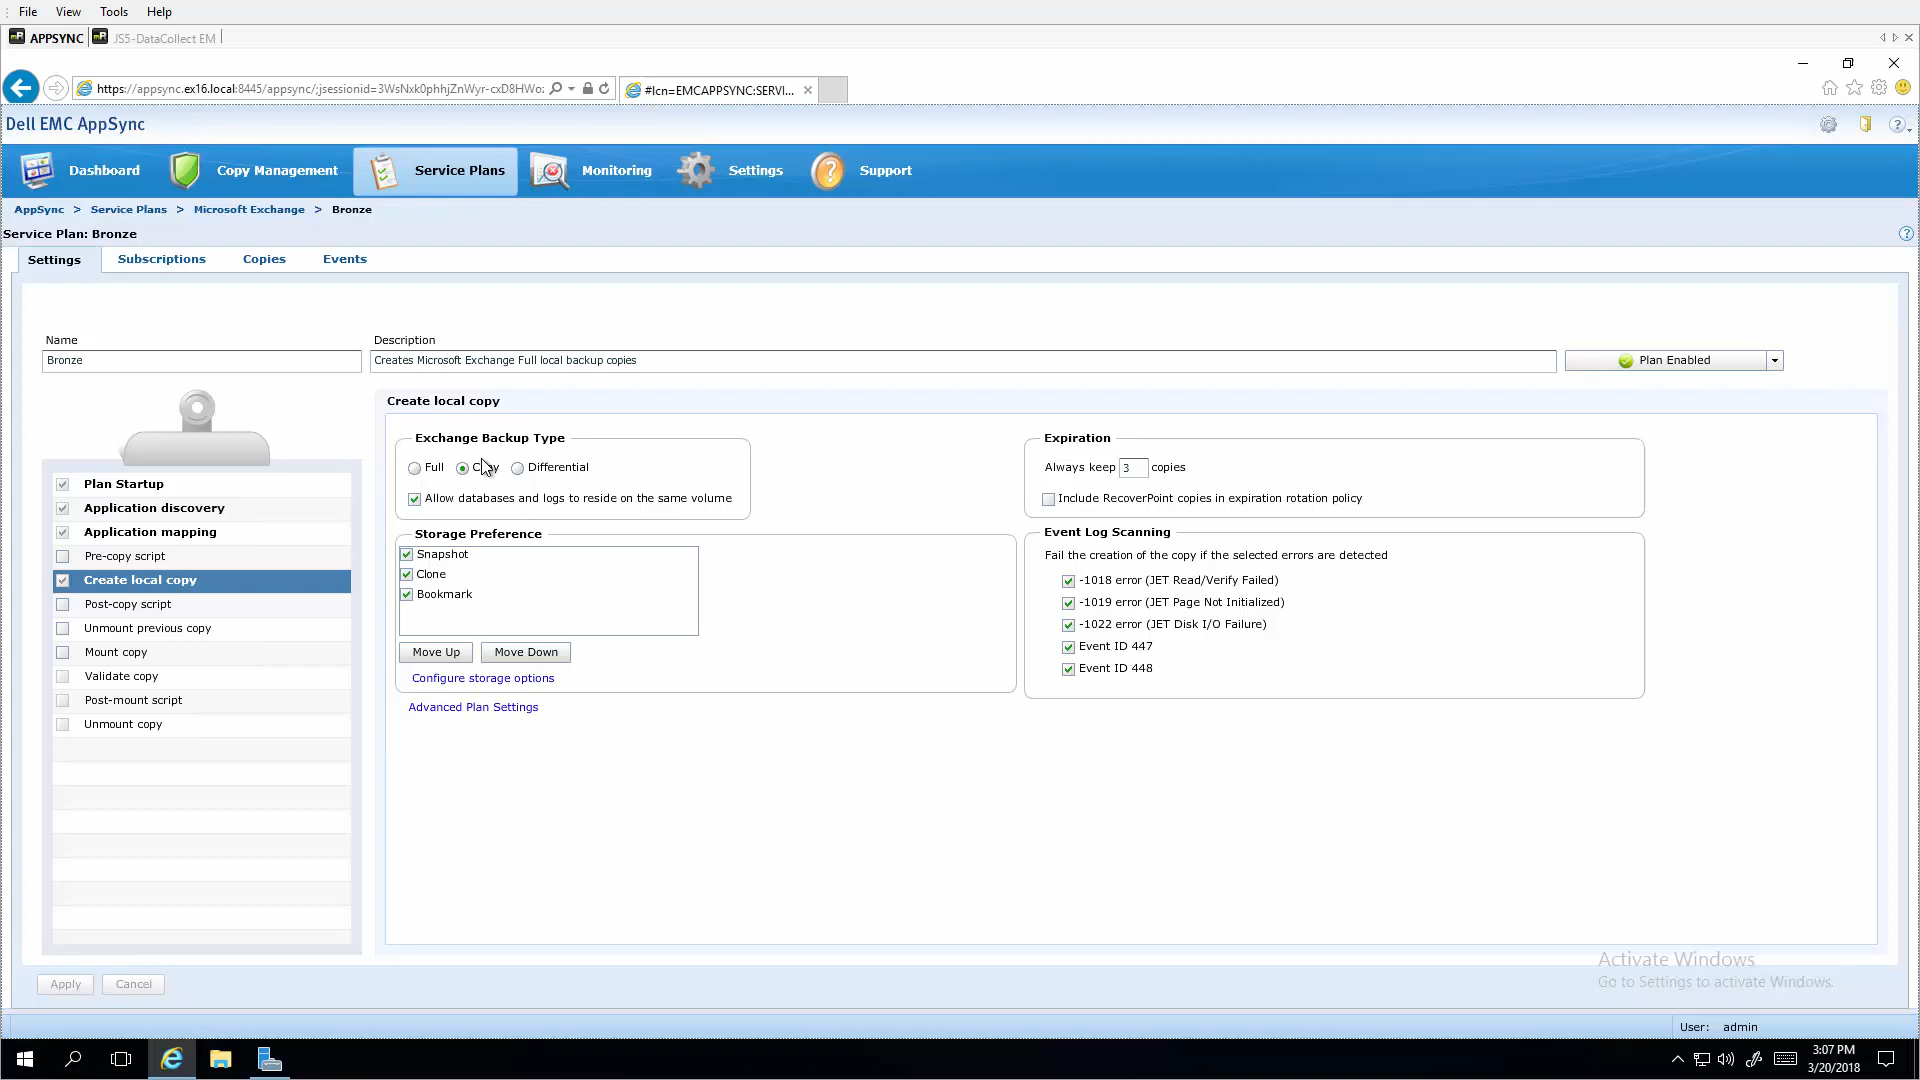 File View Tools Help
APPSYNC JS5-DataCollect EM
https://appsync.ex16.local:8445/appsync/;jsessionid=3WsNxk0phhjZnWyr-cxD8HWo: #lcn=EMCAPPSYNC:SERVI...
Dell EMC AppSync
Dashboard Copy Management Service Plans Monitoring Settings Support
AppSync > Service Plans > Microsoft Exchange > Bronze
Service Plan: Bronze
Settings Subscriptions Copies Events
Name Description
Bronze Creates Microsoft Exchange Full local backup copies Plan Enabled
Create local copy
Exchange Backup Type
Full Copy Differential
Allow databases and logs to reside on the same volume
Expiration
Always keep 3 copies
Include RecoverPoint copies in expiration rotation policy
Storage Preference
Snapshot
Clone
Bookmark
Move Up Move Down
Configure storage options
Advanced Plan Settings
Event Log Scanning
Fail the creation of the copy if the selected errors are detected
-1018 error (JET Read/Verify Failed)
-1019 error (JET Page Not Initialized)
-1022 error (JET Disk I/O Failure)
Event ID 447
Event ID 448
Plan Startup
Application discovery
Application mapping
Pre-copy script
Create local copy
Post-copy script
Unmount previous copy
Mount copy
Validate copy
Post-mount script
Unmount copy
Activate Windows
Go to Settings to activate Windows.
Apply Cancel
User: admin
3:07 PM
3/20/2018